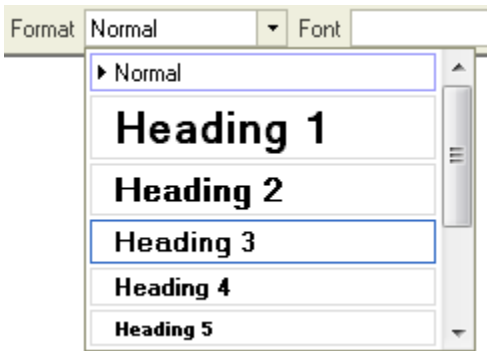 Format Normal Font
Normal
Heading 1
Heading 2
Heading 3
Heading 4
Heading 5